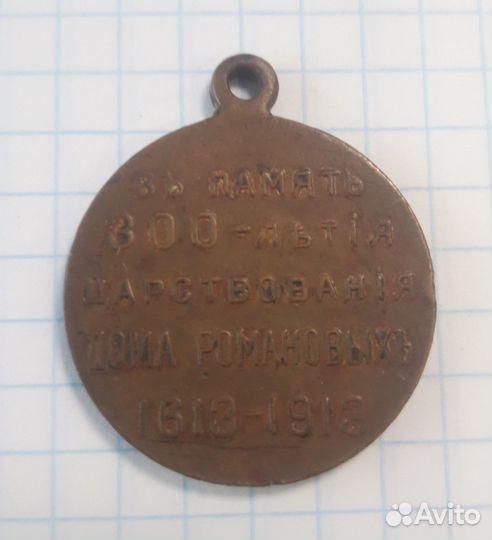 ВЪ ПАМЯТЬ
300-ЛѢТІЯ
ЦАРСТВОВАНІЯ
ДОМА РОМАНОВЫХЪ
1613-1913
Avito